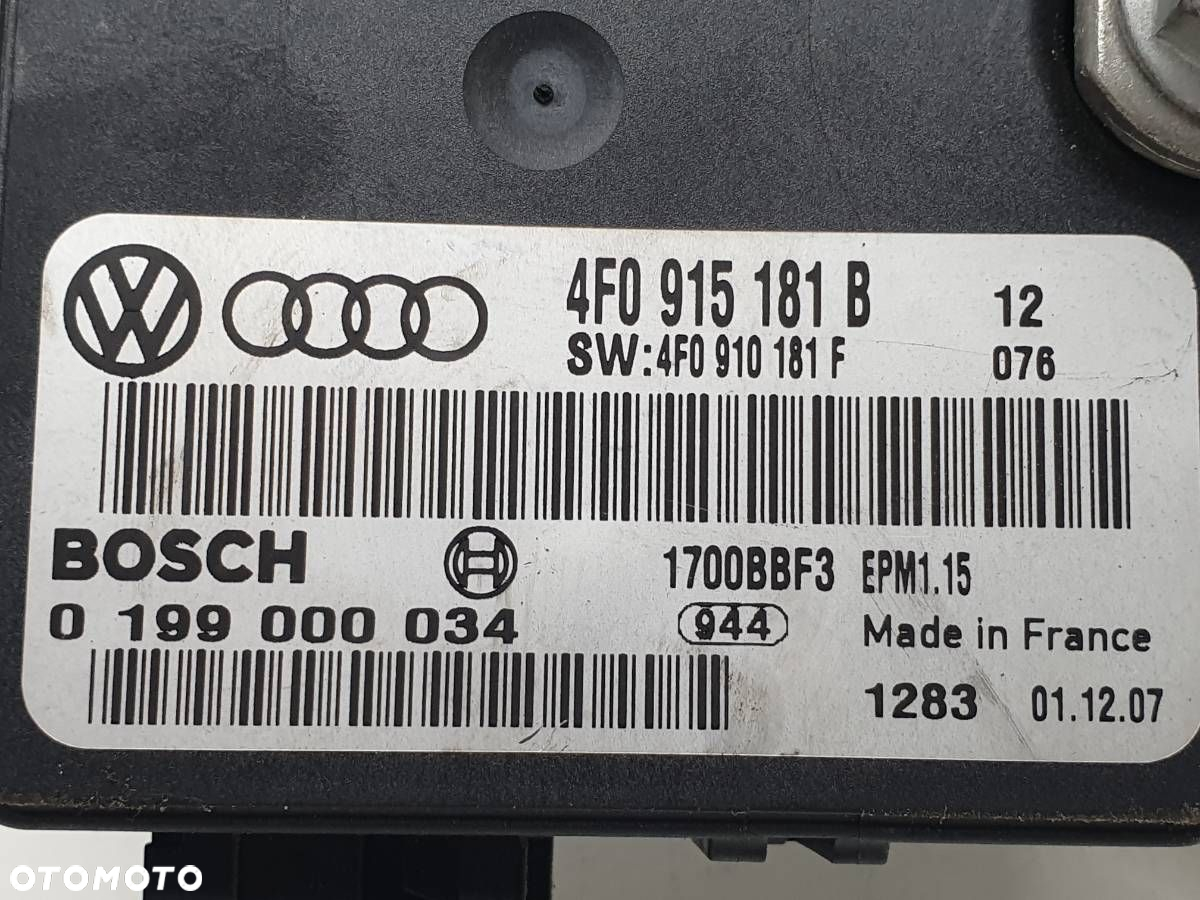 4F0 915 181 B 12
SW:4F0 910 181 F 076
BOSCH 1700BBF3 EPM1.15
0 199 000 034 944 Made in France
1283 01.12.07
OTOMOTO